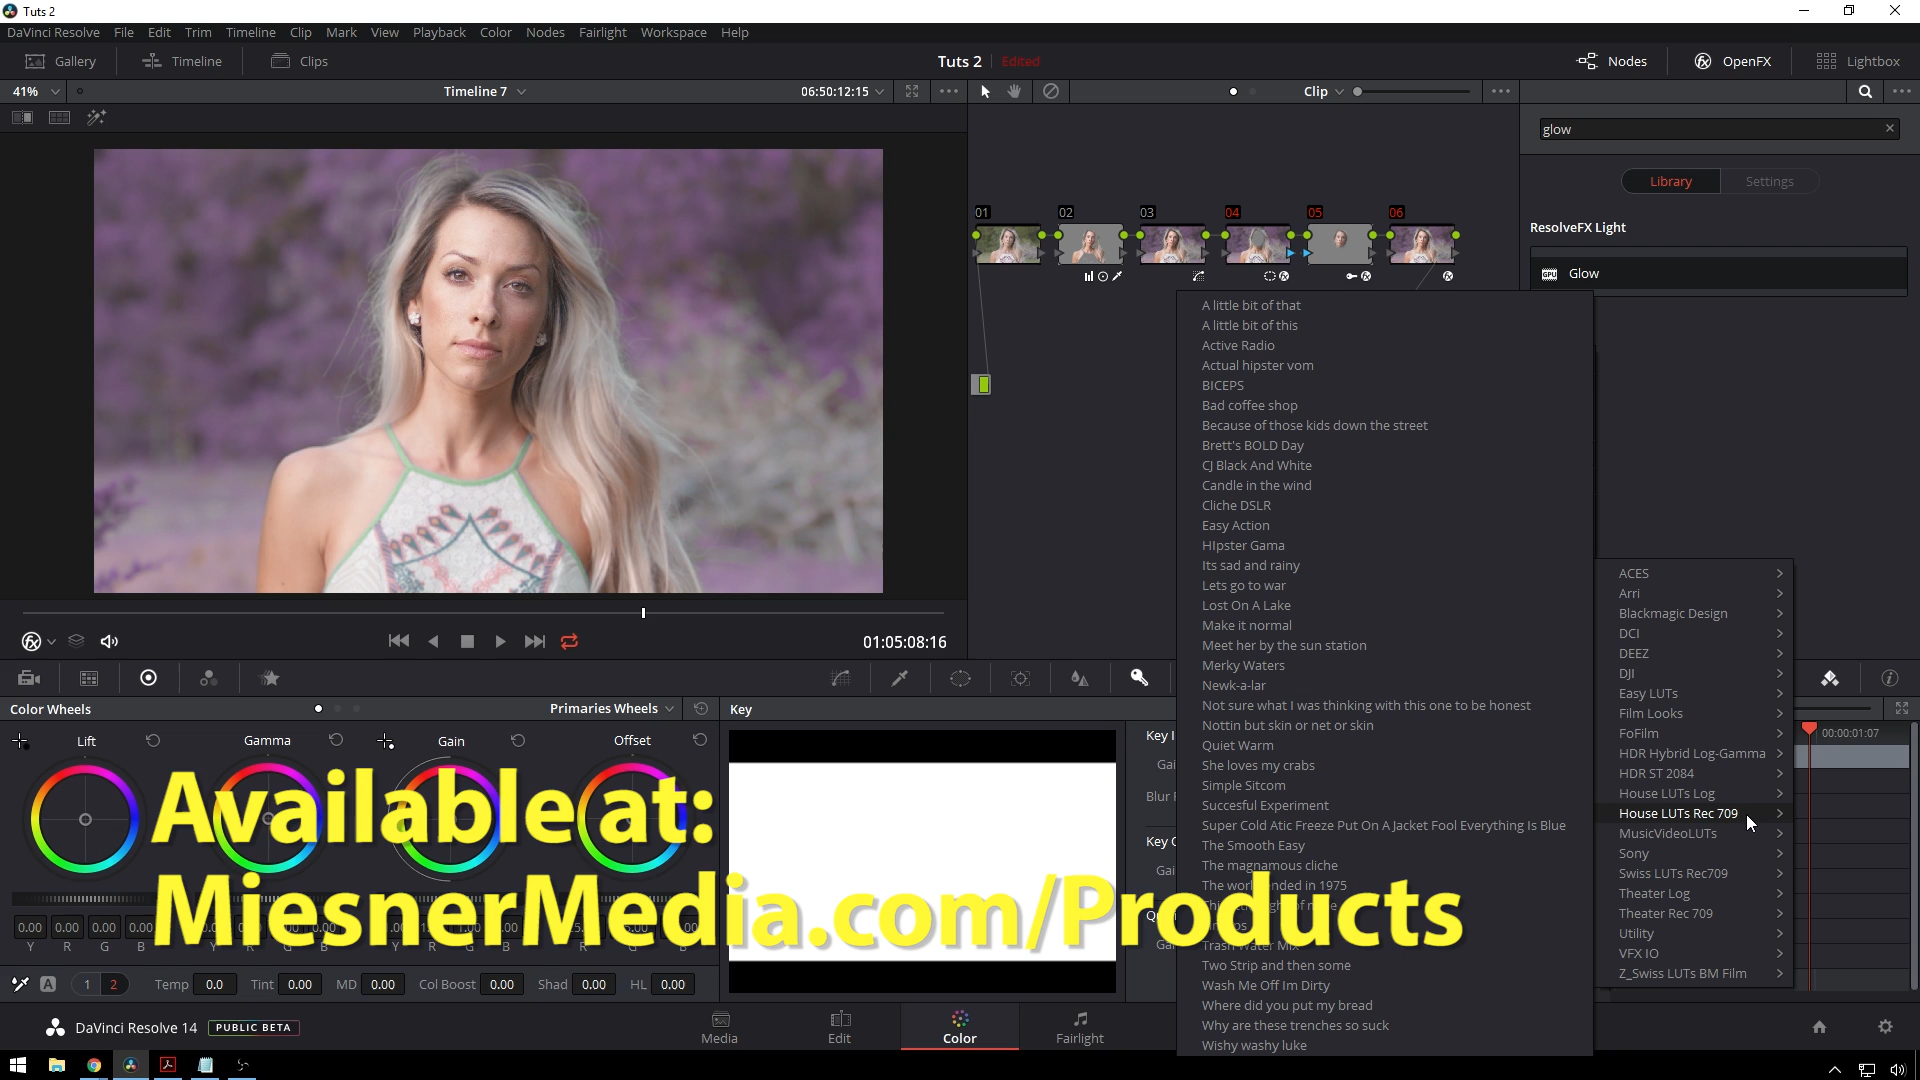 Tuts 2
DaVinci Resolve File Edit Trim Timeline Clip Mark View Playback Color Nodes Fairlight Workspace Help
Gallery Timeline Clips
Tuts 2 Edited
Nodes OpenFX Lightbox
41% Timeline 7 06:50:12:15 Clip
glow
Library Settings
ResolveFX Light
GPU Glow
01 02 03 04 05 06
A little bit of that
A little bit of this
Active Radio
Actual hipster vom
BICEPS
Bad coffee shop
Because of those kids down the street
Brett's BOLD Day
CJ Black And White
Candle in the wind
Cliche DSLR
Easy Action
HIpster Gama
Its sad and rainy
Lets go to war
Lost On A Lake
Make it normal
Meet her by the sun station
Merky Waters
Newk-a-lar
Not sure what I was thinking with this one to be honest
Nottin but skin or net or skin
Quiet Warm
She loves my crabs
Simple Sitcom
Succesful Experiment
Super Cold Atic Freeze Put On A Jacket Fool Everything Is Blue
The Smooth Easy
The magnamous cliche
The world ended in 1975
Trash Water Mix
Two Strip and then some
Wash Me Off Im Dirty
Where did you put my bread
Why are these trenches so suck
Wishy washy luke
ACES
Arri
Blackmagic Design
DCI
DEEZ
DJI
Easy LUTs
Film Looks
FoFilm
HDR Hybrid Log-Gamma
HDR ST 2084
House LUTs Log
House LUTs Rec 709
MusicVideoLUTs
Sony
Swiss LUTs Rec709
Theater Log
Theater Rec 709
Utility
VFX IO
Z_Swiss LUTs BM Film
01:05:08:16
Color Wheels Primaries Wheels Key
00:00:01:07
Lift Gamma Gain Offset
Key
Available at:
MiesnerMedia.com/Products
0.00 0.00 0.00 0.00
Y R G B
A 1 2 Temp 0.0 Tint 0.00 MD 0.00 Col Boost 0.00 Shad 0.00 HL 0.00
DaVinci Resolve 14 PUBLIC BETA
Media Edit Color Fairlight